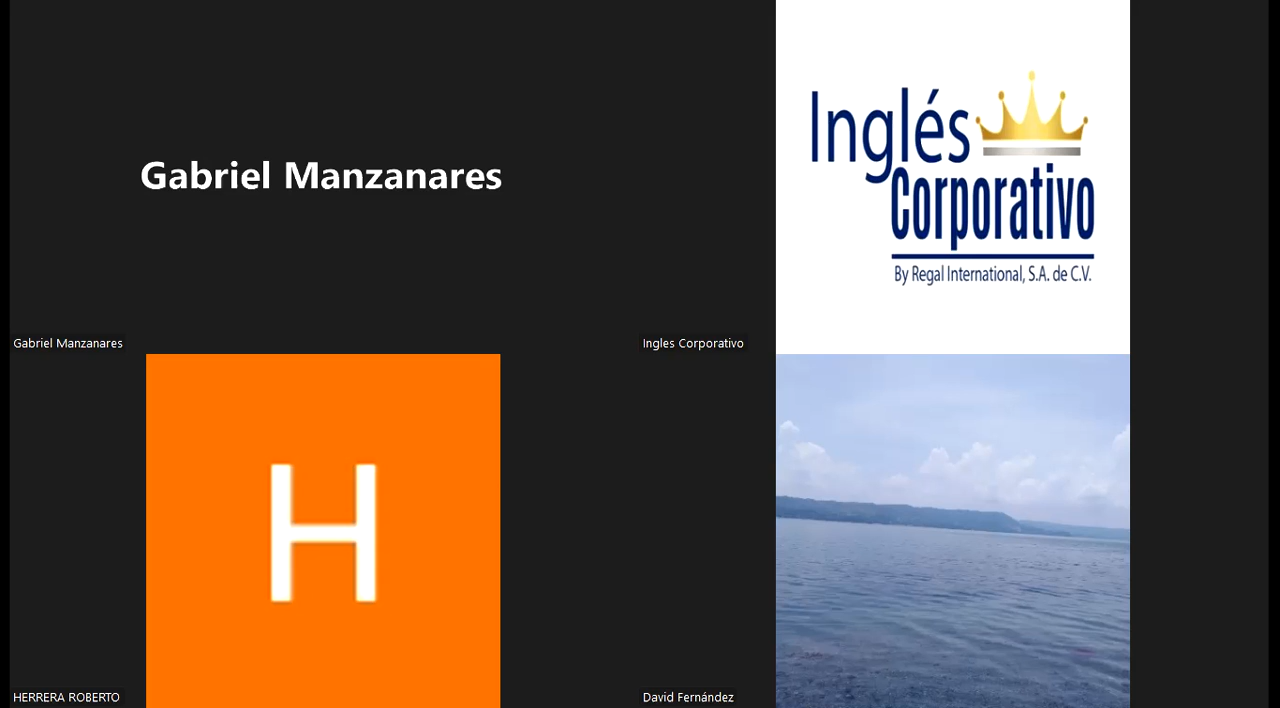 Gabriel Manzanares
Gabriel Manzanares
Inglés
Corporativo
By Regal International, S.A. de C.V.
Ingles Corporativo
H
HERRERA ROBERTO
David Fernández